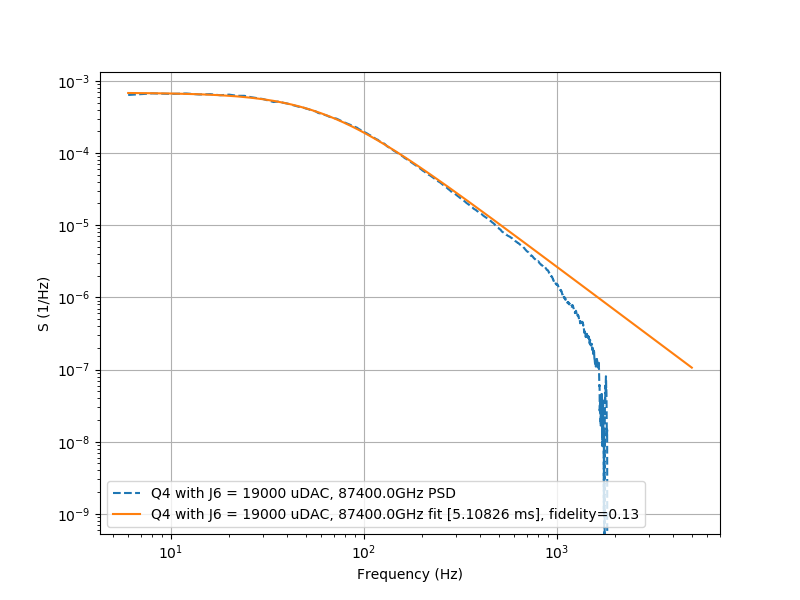 10⁻³
10⁻⁴
10⁻⁵
10⁻⁶
10⁻⁷
10⁻⁸
10⁻⁹
S (1/Hz)
Q4 with J6 = 19000 uDAC, 87400.0GHz PSD
Q4 with J6 = 19000 uDAC, 87400.0GHz fit [5.10826 ms], fidelity=0.13
10¹ 10² 10³
Frequency (Hz)